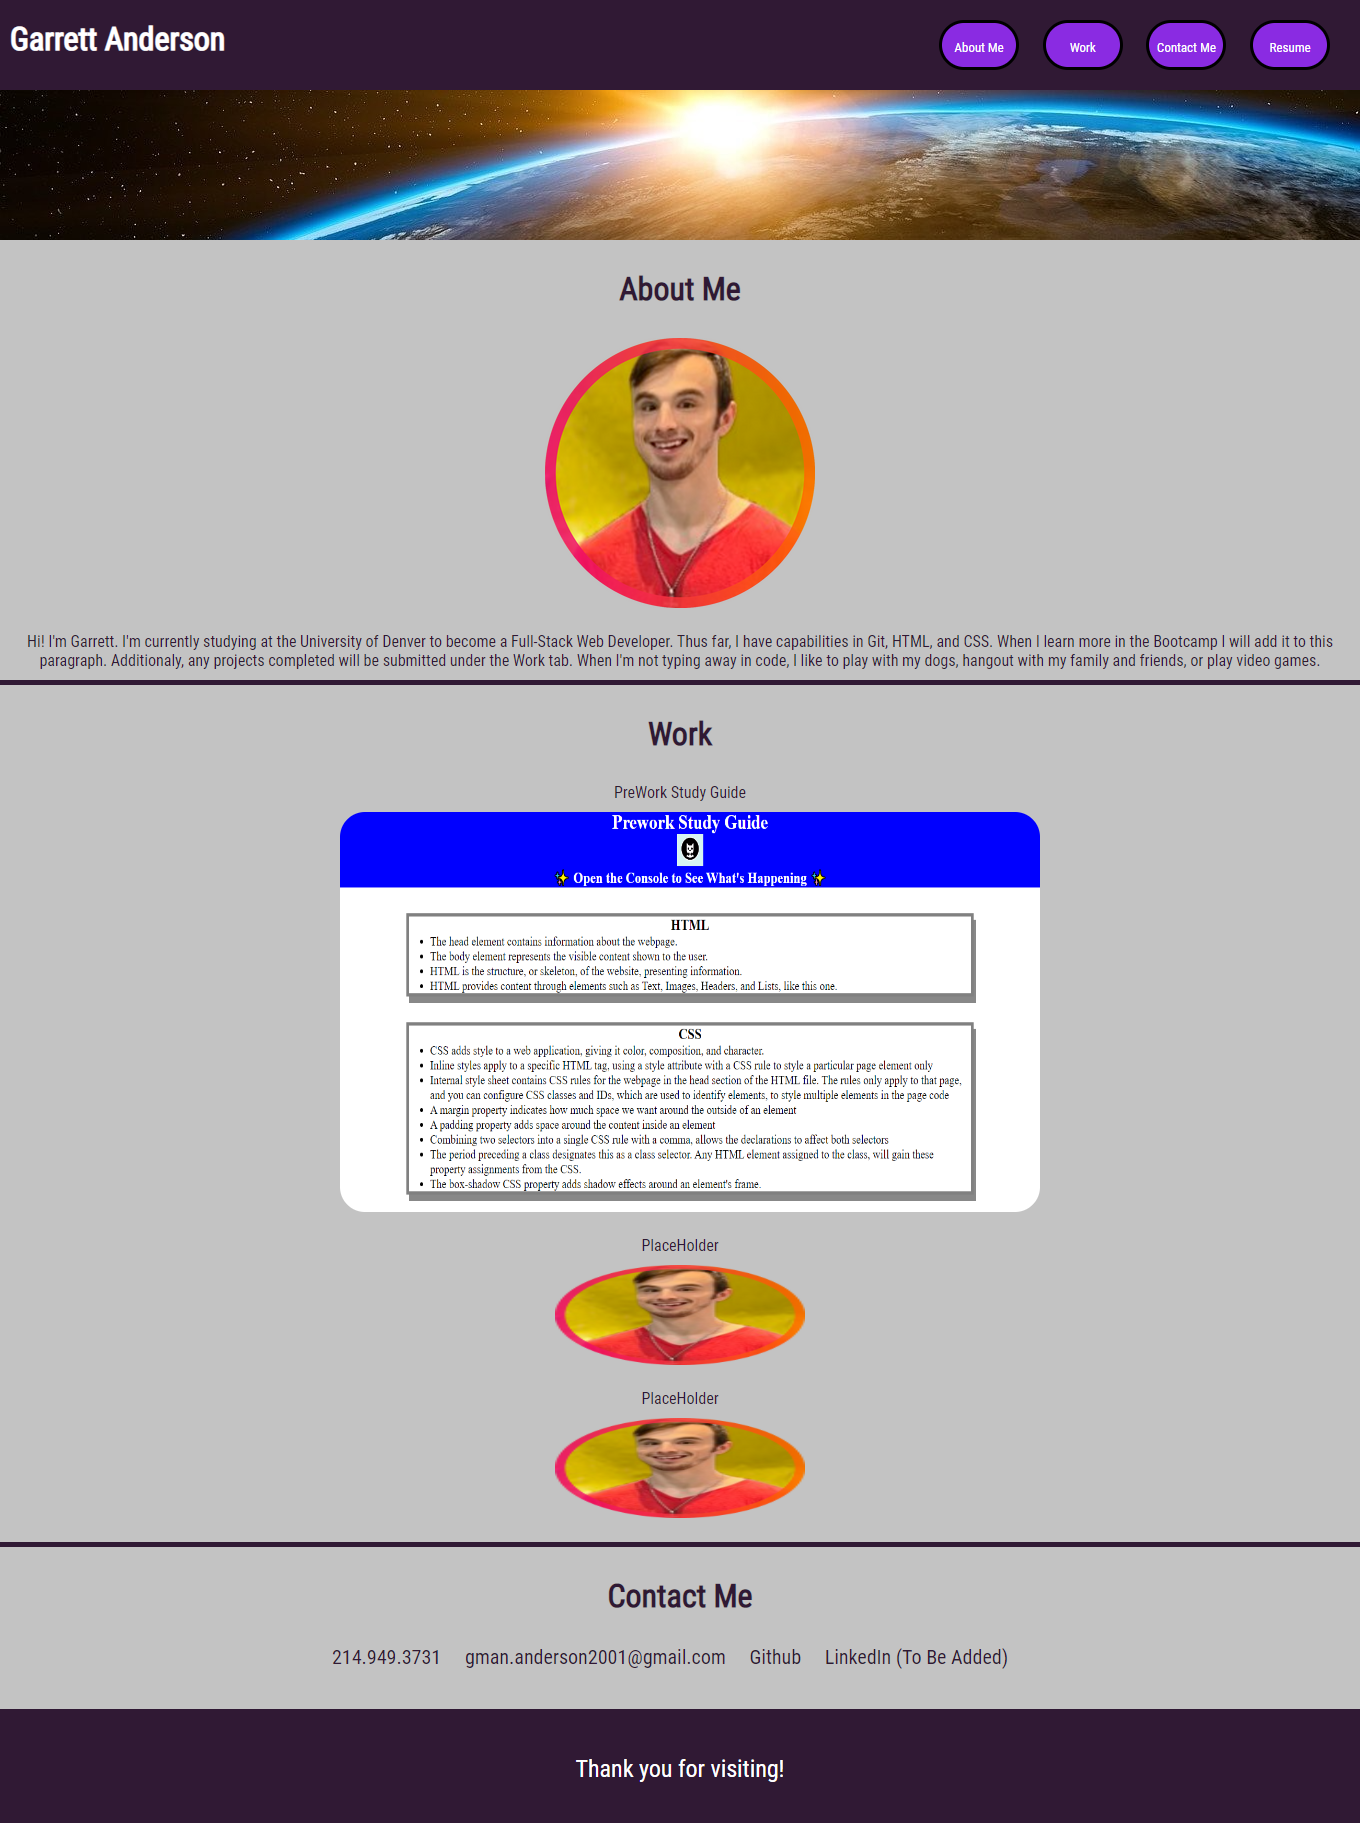 Garrett Anderson
About Me
Work
Contact Me
Resume
About Me
Hi! I'm Garrett. I'm currently studying at the University of Denver to become a Full-Stack Web Developer. Thus far, I have capabilities in Git, HTML, and CSS. When I learn more in the Bootcamp I will add it to this
paragraph. Additionaly, any projects completed will be submitted under the Work tab. When I'm not typing away in code, I like to play with my dogs, hangout with my family and friends, or play video games.
Work
PreWork Study Guide
Prework Study Guide
✨ Open the Console to See What's Happening ✨
HTML
• The head element contains information about the webpage.
• The body element represents the visible content shown to the user.
• HTML is the structure, or skeleton, of the website, presenting information.
• HTML provides content through elements such as Text, Images, Headers, and Lists, like this one.
CSS
• CSS adds style to a web application, giving it color, composition, and character.
• Inline styles apply to a specific HTML tag, using a style attribute with a CSS rule to style a particular page element only
• Internal style sheet contains CSS rules for the webpage in the head section of the HTML file. The rules only apply to that page,
and you can configure CSS classes and IDs, which are used to identify elements, to style multiple elements in the page code
• A margin property indicates how much space we want around the outside of an element
• A padding property adds space around the content inside an element
• Combining two selectors into a single CSS rule with a comma, allows the declarations to affect both selectors
• The period preceding a class designates this as a class selector. Any HTML element assigned to the class, will gain these
property assignments from the CSS.
• The box-shadow CSS property adds shadow effects around an element's frame.
PlaceHolder
PlaceHolder
Contact Me
214.949.3731
gman.anderson2001@gmail.com
Github
LinkedIn (To Be Added)
Thank you for visiting!